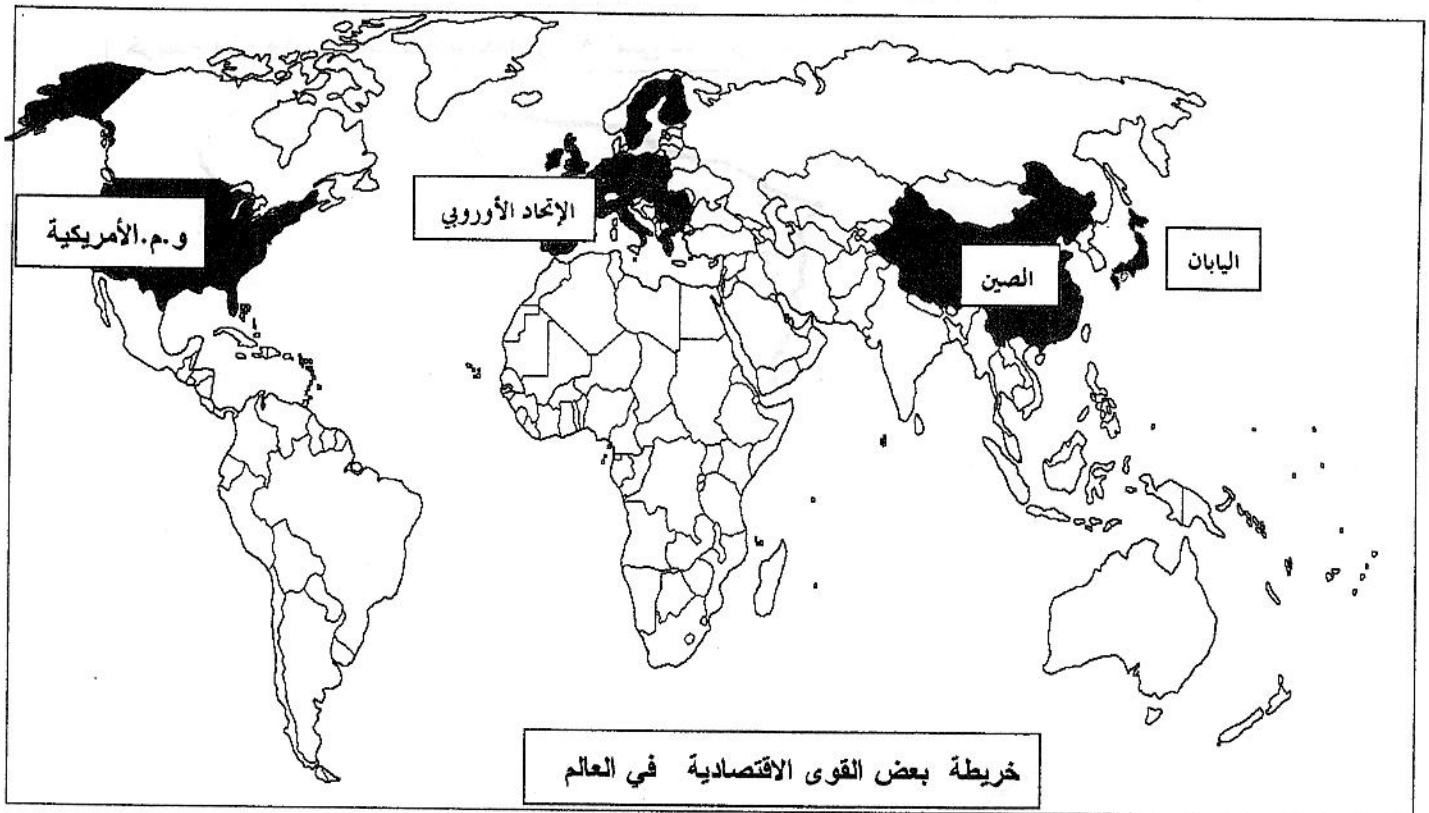 و.م.الأمريكية
الإتحاد الأوروبي
الصين
اليابان
خريطة بعض القوى الاقتصادية في العالم